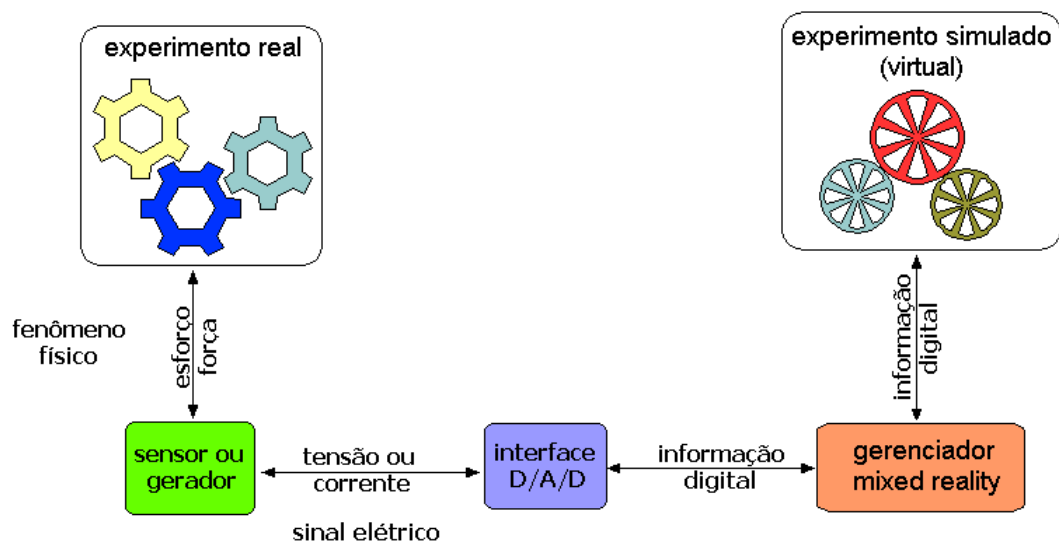 experimento real
experimento simulado
(virtual)
fenômeno
físico
esforço
força
informação
digital
sensor ou
gerador
tensão ou
corrente
sinal elétrico
interface
D/A/D
informação
digital
gerenciador
mixed reality